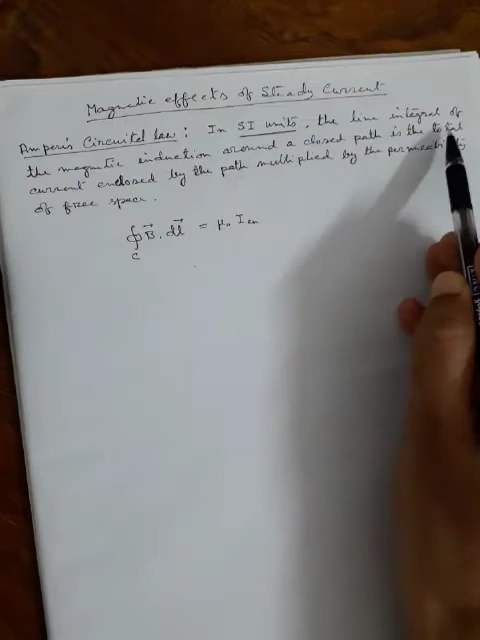 Magnetic effects of Steady Current
Ampere's Circuital Law : In SI units, the line integral of
the magnetic induction around a closed path is the total
current enclosed by the path multiplied by the permeability
of free space.
∮ B⃗ . dl⃗ = μ₀ I en
C